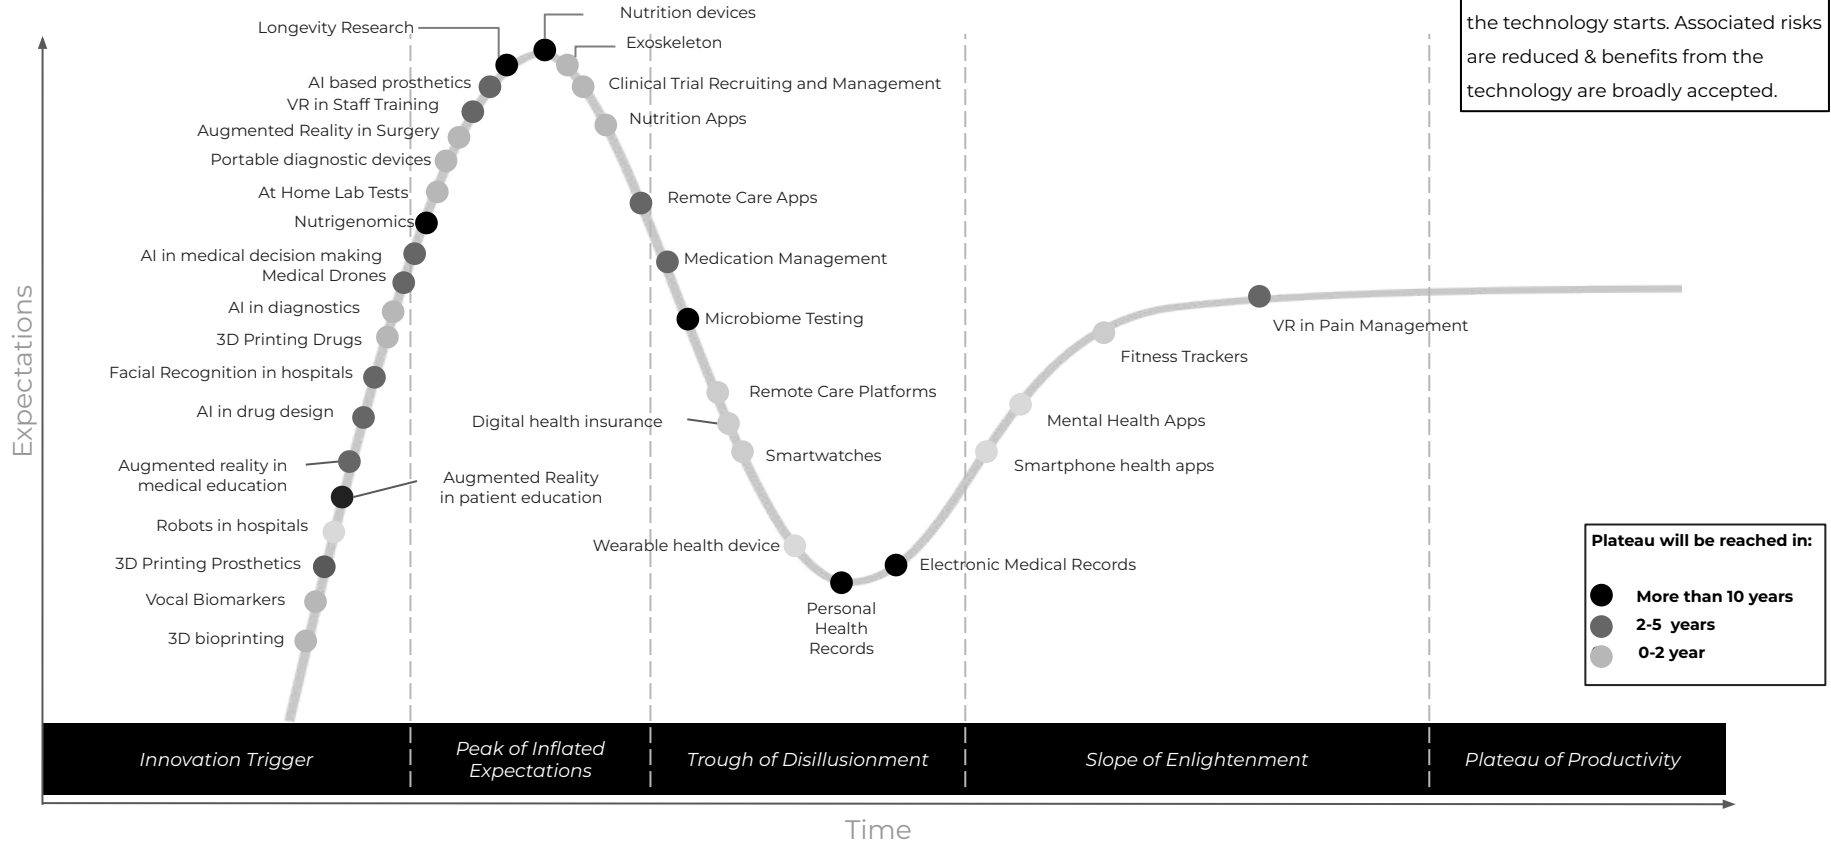 Nutrition devices
Longevity Research
Exoskeleton
AI based prosthetics
Clinical Trial Recruiting and Management
VR in Staff Training
Nutrition Apps
Augmented Reality in Surgery
Portable diagnostic devices
At Home Lab Tests
Remote Care Apps
Nutrigenomics
AI in medical decision making
Medication Management
Medical Drones
AI in diagnostics
Microbiome Testing
3D Printing Drugs
Facial Recognition in hospitals
Remote Care Platforms
AI in drug design
Digital health insurance
Smartwatches
Augmented reality in
medical education
Augmented Reality
in patient education
Robots in hospitals
Wearable health device
3D Printing Prosthetics
Electronic Medical Records
Vocal Biomarkers
Personal
Health
Records
3D bioprinting
VR in Pain Management
Fitness Trackers
Mental Health Apps
Smartphone health apps
the technology starts. Associated risks
are reduced & benefits from the
technology are broadly accepted.
Plateau will be reached in:
More than 10 years
2-5 years
0-2 year
Expectations
Innovation Trigger
Peak of Inflated
Expectations
Trough of Disillusionment
Slope of Enlightenment
Plateau of Productivity
Time